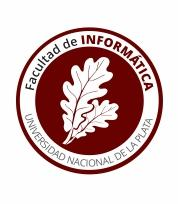 Facultad de INFORMÁTICA
UNIVERSIDAD NACIONAL DE LA PLATA